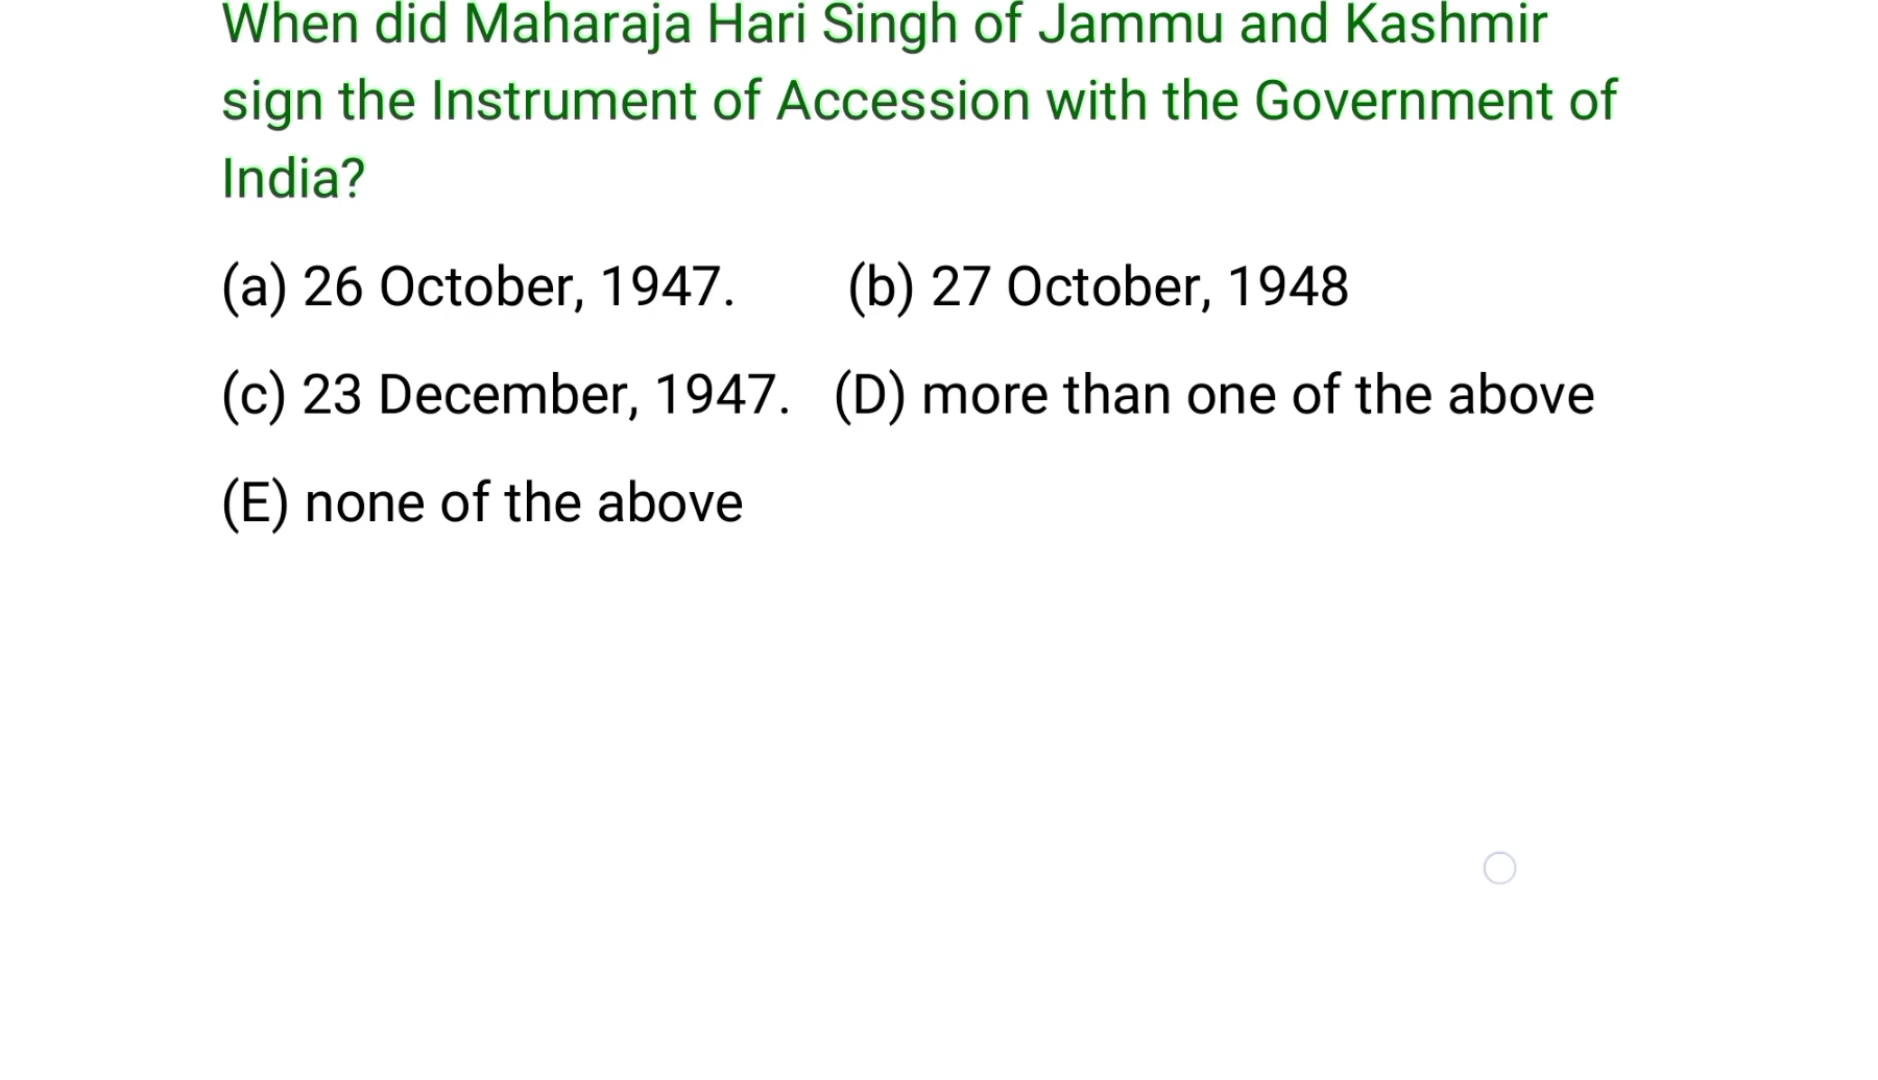 When did Maharaja Hari Singh of Jammu and Kashmir
sign the Instrument of Accession with the Government of
India?
(a) 26 October, 1947. (b) 27 October, 1948
(c) 23 December, 1947. (D) more than one of the above
(E) none of the above